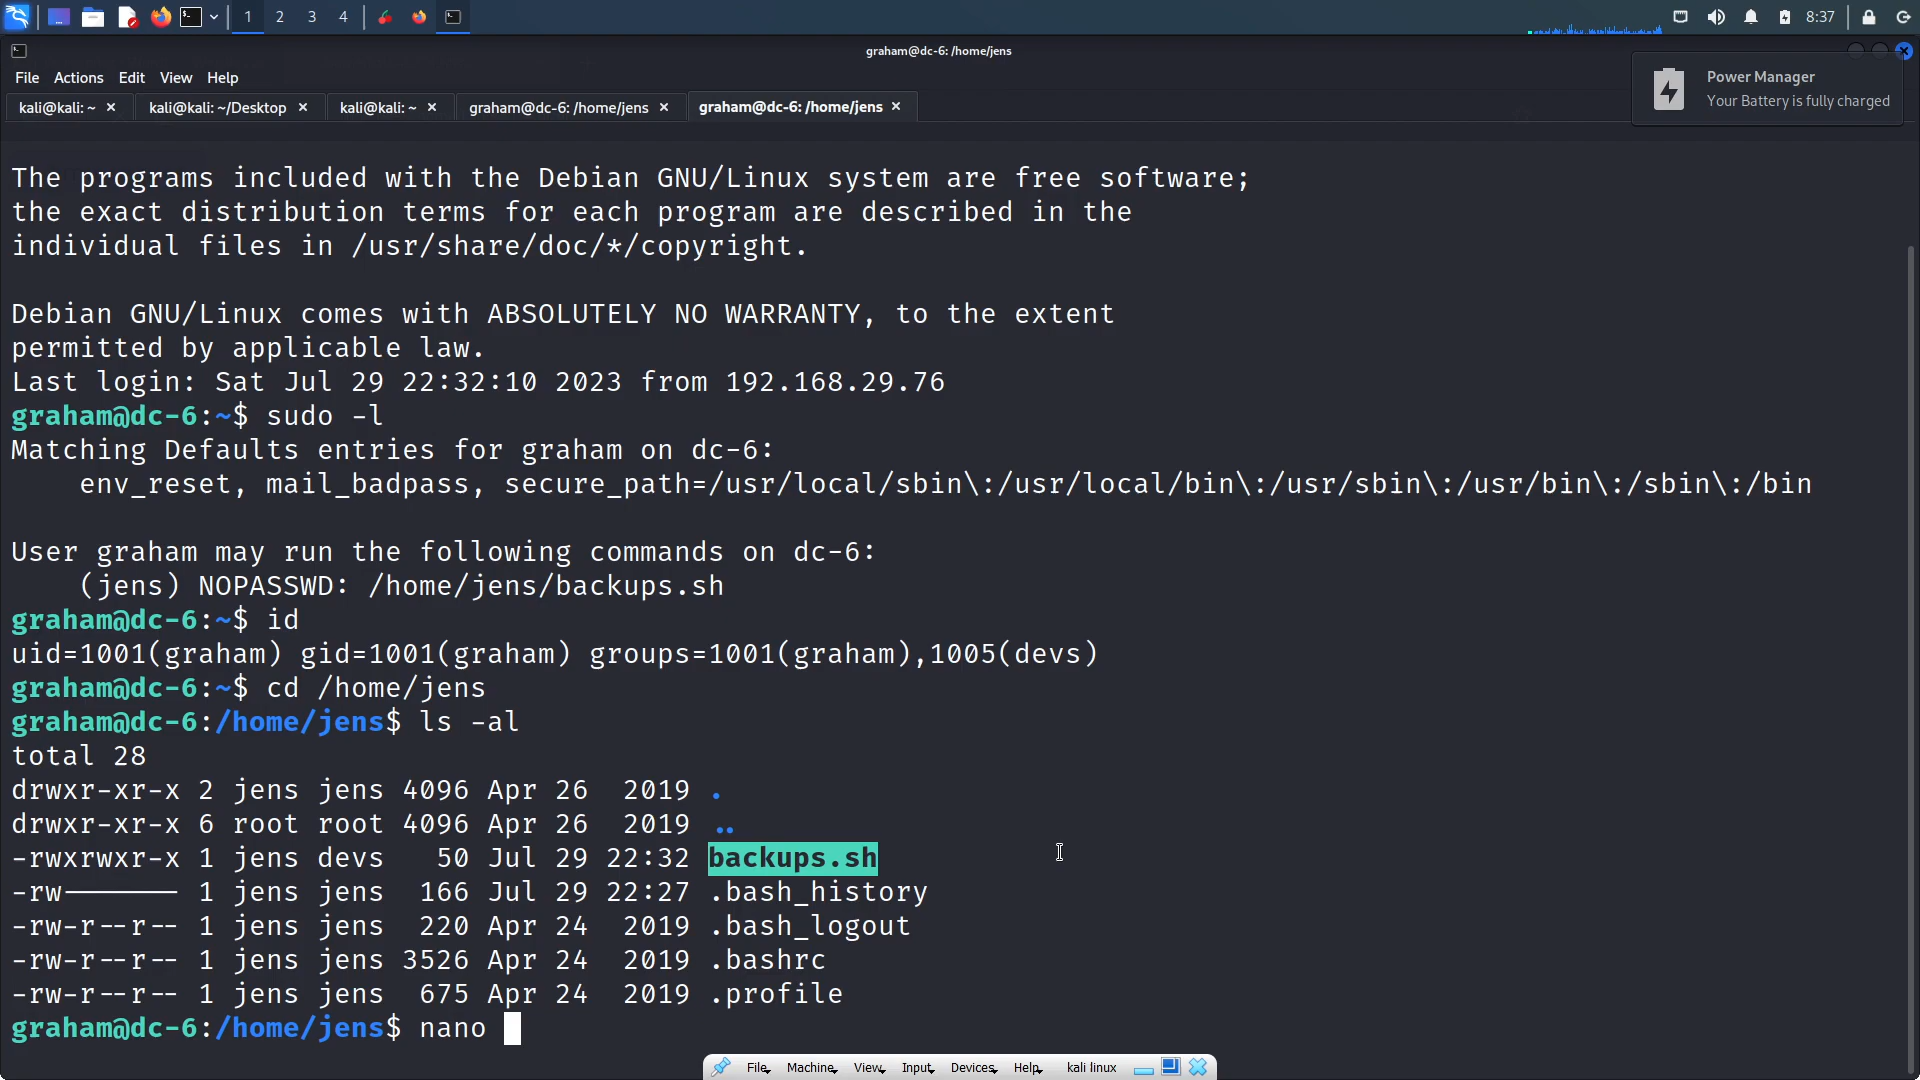 1 2 3 4 8:37
graham@dc-6: /home/jens
File Actions Edit View Help
Power Manager
Your Battery is fully charged
kali@kali: ~ × kali@kali: ~/Desktop × kali@kali: ~ × graham@dc-6: /home/jens × graham@dc-6: /home/jens ×
The programs included with the Debian GNU/Linux system are free software;
the exact distribution terms for each program are described in the
individual files in /usr/share/doc/*/copyright.
Debian GNU/Linux comes with ABSOLUTELY NO WARRANTY, to the extent
permitted by applicable law.
Last login: Sat Jul 29 22:32:10 2023 from 192.168.29.76
graham@dc-6:~$ sudo -l
Matching Defaults entries for graham on dc-6:
    env_reset, mail_badpass, secure_path=/usr/local/sbin\:/usr/local/bin\:/usr/sbin\:/usr/bin\:/sbin\:/bin
User graham may run the following commands on dc-6:
    (jens) NOPASSWD: /home/jens/backups.sh
graham@dc-6:~$ id
uid=1001(graham) gid=1001(graham) groups=1001(graham),1005(devs)
graham@dc-6:~$ cd /home/jens
graham@dc-6:/home/jens$ ls -al
total 28
drwxr-xr-x 2 jens jens 4096 Apr 26  2019 .
drwxr-xr-x 6 root root 4096 Apr 26  2019 ..
-rwxrwxr-x 1 jens devs   50 Jul 29 22:32 backups.sh
-rw------- 1 jens jens  166 Jul 29 22:27 .bash_history
-rw-r--r-- 1 jens jens  220 Apr 24  2019 .bash_logout
-rw-r--r-- 1 jens jens 3526 Apr 24  2019 .bashrc
-rw-r--r-- 1 jens jens  675 Apr 24  2019 .profile
graham@dc-6:/home/jens$ nano
File Machine View Input Devices Help kali linux